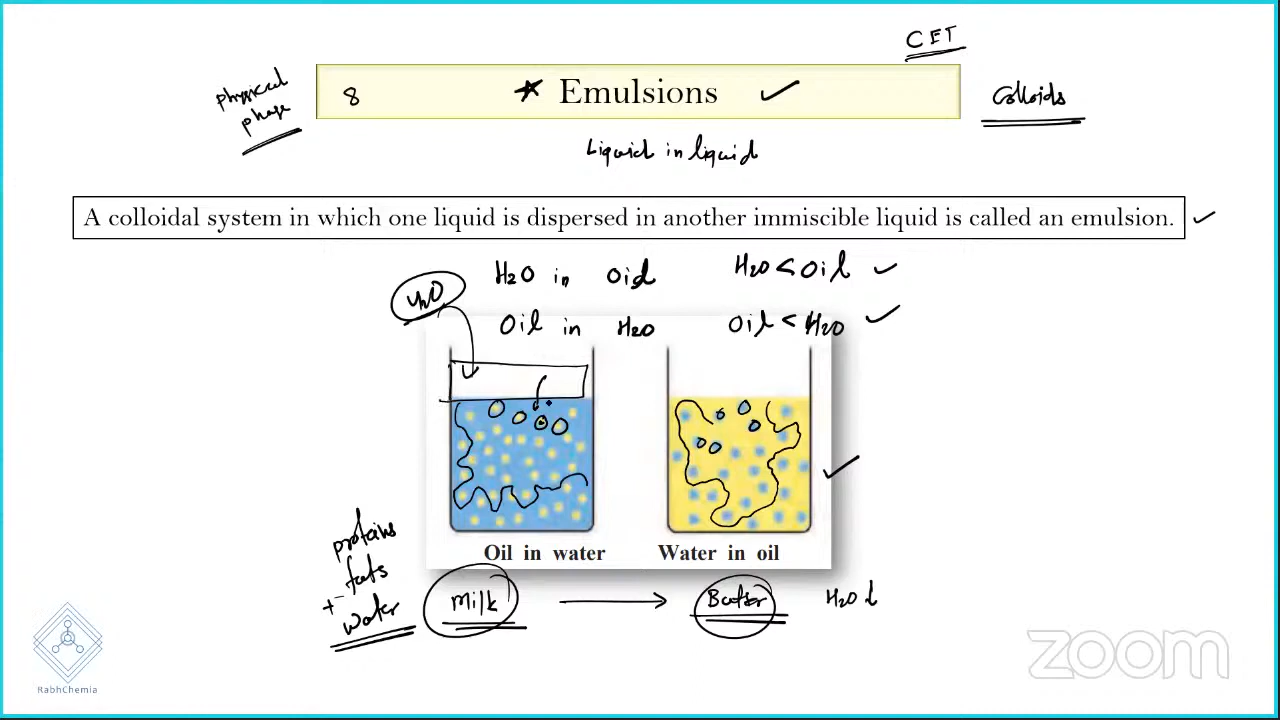 CET
Physical phase
8
★ Emulsions ✓
Colloids
Liquid in liquid
A colloidal system in which one liquid is dispersed in another immiscible liquid is called an emulsion. ✓
H2O in Oil
H2O < Oil ✓
H2O
Oil in H2O
Oil < H2O ✓
Oil in water
Water in oil
proteins
fats
+
water
Milk
→
Butter
H2O
RabhChemia
zoom